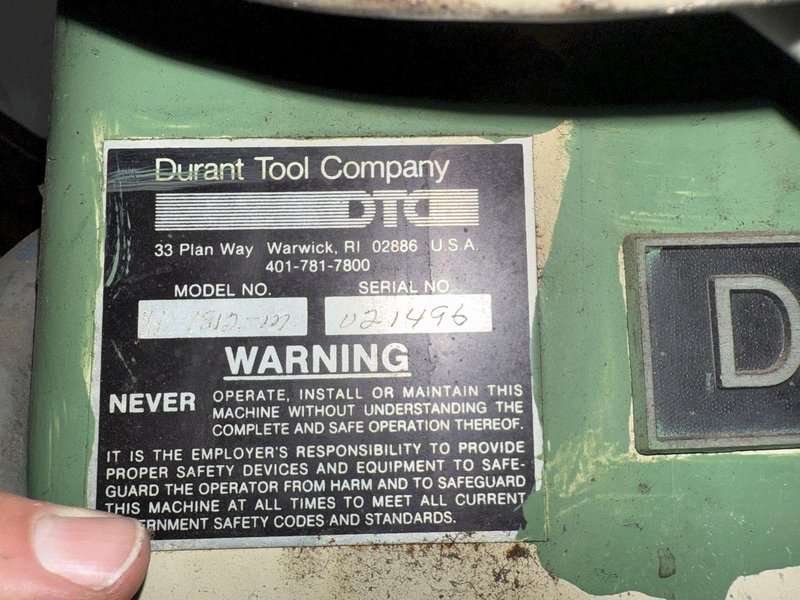 Durant Tool Company
DTC
33 Plan Way Warwick, RI 02886 U.S.A.
401-781-7800
MODEL NO. SERIAL NO.
021496
WARNING
NEVER OPERATE, INSTALL OR MAINTAIN THIS
MACHINE WITHOUT UNDERSTANDING THE
COMPLETE AND SAFE OPERATION THEREOF.
IT IS THE EMPLOYER'S RESPONSIBILITY TO PROVIDE
PROPER SAFETY DEVICES AND EQUIPMENT TO SAFE-
GUARD THE OPERATOR FROM HARM AND TO SAFEGUARD
THIS MACHINE AT ALL TIMES TO MEET ALL CURRENT
SAFETY CODES AND STANDARDS.
D